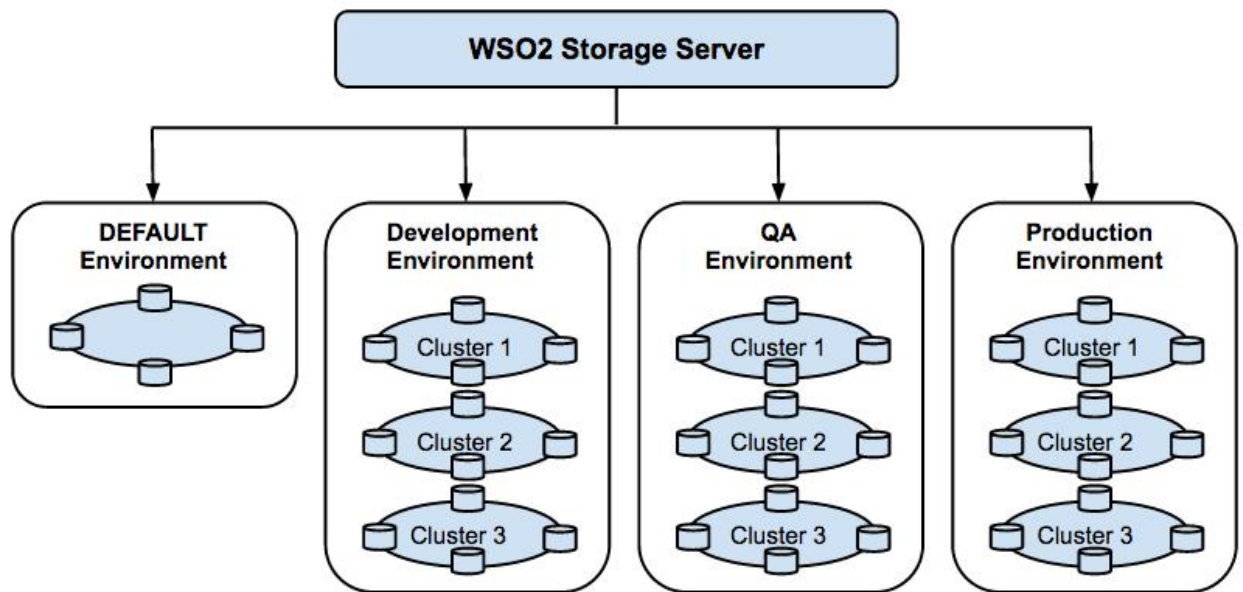 WSO2 Storage Server
DEFAULT
Environment
Development
Environment
Cluster 1
Cluster 2
Cluster 3
QA
Environment
Cluster 1
Cluster 2
Cluster 3
Production
Environment
Cluster 1
Cluster 2
Cluster 3